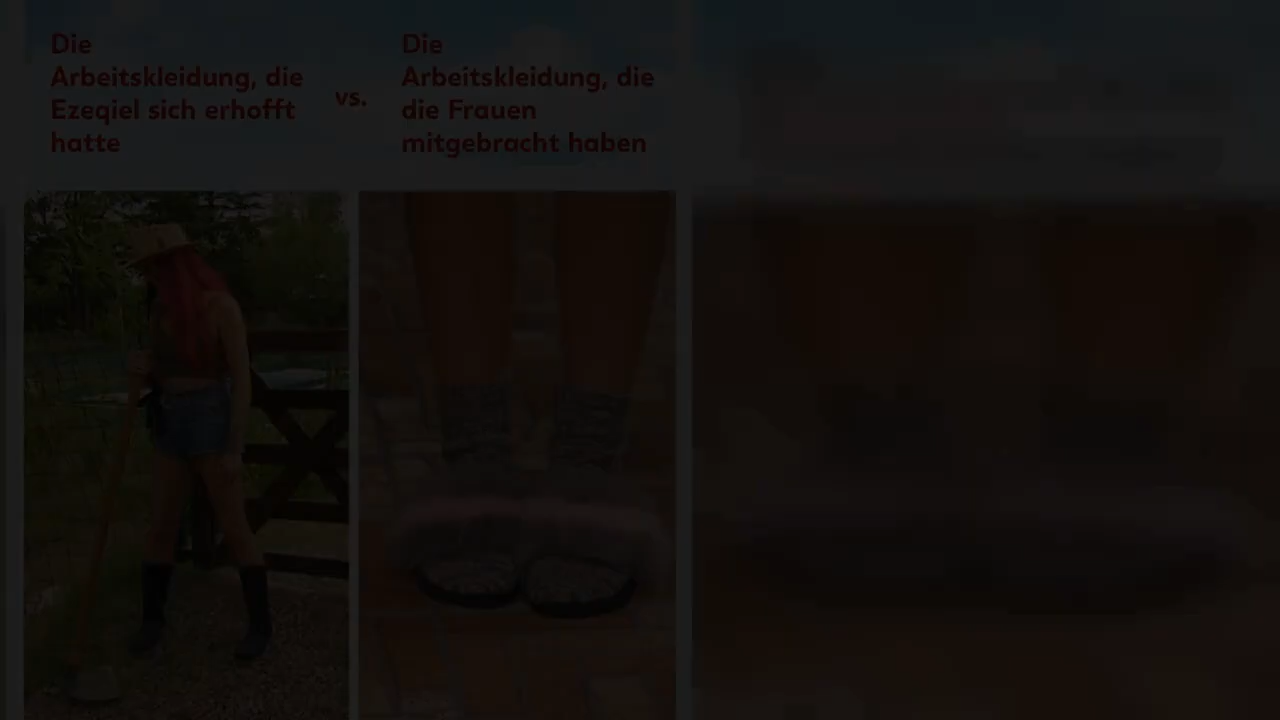 Die
Arbeitskleidung, die
Ezeqiel sich erhofft
hatte
vs.
Die
Arbeitskleidung, die
die Frauen
mitgebracht haben